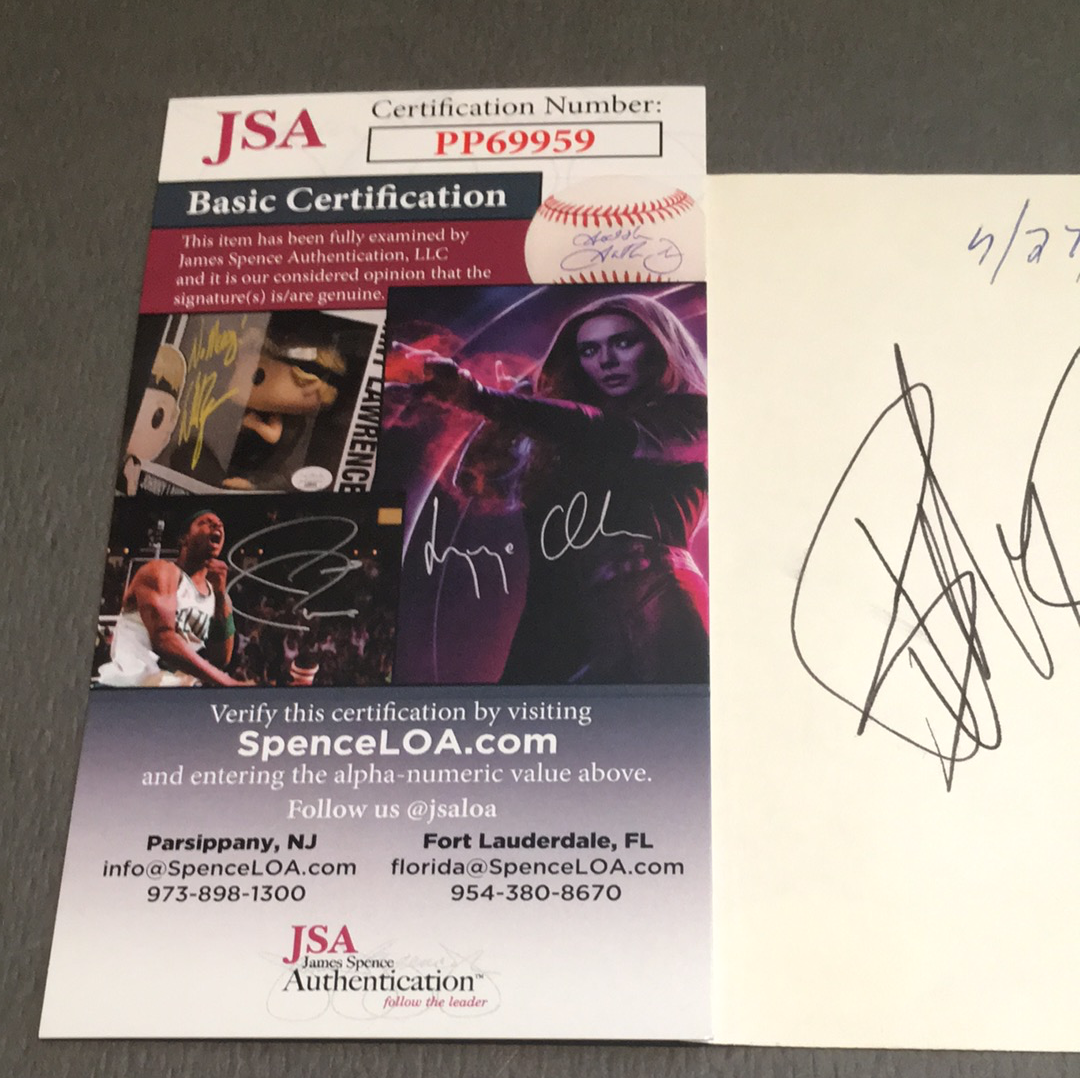 JSA
Certification Number:
PP69959
Basic Certification
This item has been fully examined by
James Spence Authentication, LLC
and it is our considered opinion that the
signature(s) is/are genuine.
LAWRENCE
Verify this certification by visiting
SpenceLOA.com
and entering the alpha-numeric value above.
Follow us @jsaloa
Parsippany, NJ
info@SpenceLOA.com
973-898-1300
Fort Lauderdale, FL
florida@SpenceLOA.com
954-380-8670
JSA
James Spence
Authentication™
follow the leader